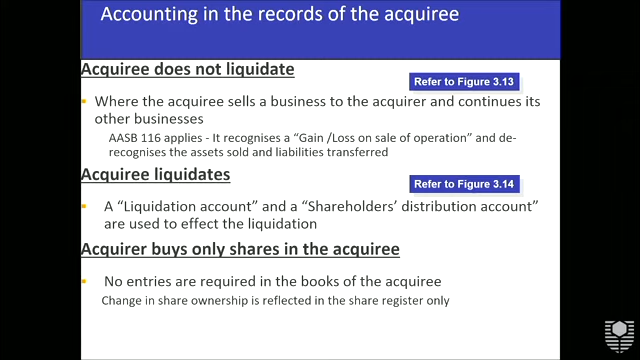 Accounting in the records of the acquiree
Acquiree does not liquidate
Refer to Figure 3.13
Where the acquiree sells a business to the acquirer and continues its
other businesses
AASB 116 applies - It recognises a “Gain /Loss on sale of operation” and de-
recognises the assets sold and liabilities transferred
Acquiree liquidates
Refer to Figure 3.14
A “Liquidation account” and a “Shareholders’ distribution account”
are used to effect the liquidation
Acquirer buys only shares in the acquiree
No entries are required in the books of the acquiree
Change in share ownership is reflected in the share register only